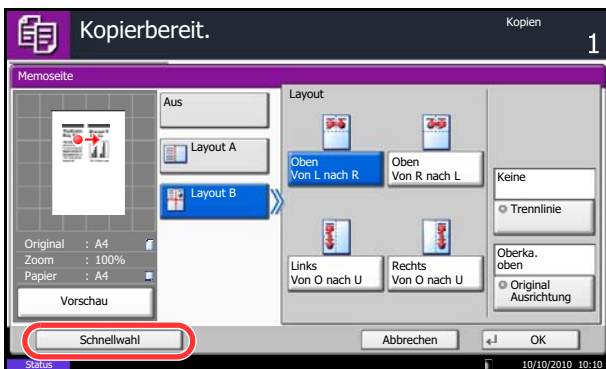 Kopierbereit.
Kopien
1
Memoseite
Aus
Layout A
Layout B
Layout
Oben
Von L nach R
Oben
Von R nach L
Links
Von O nach U
Rechts
Von O nach U
Keine
Trennlinie
Oberka.
oben
Original
Ausrichtung
Original : A4
Zoom : 100%
Papier : A4
Vorschau
Schnellwahl
Abbrechen
OK
Status
10/10/2010 10:10